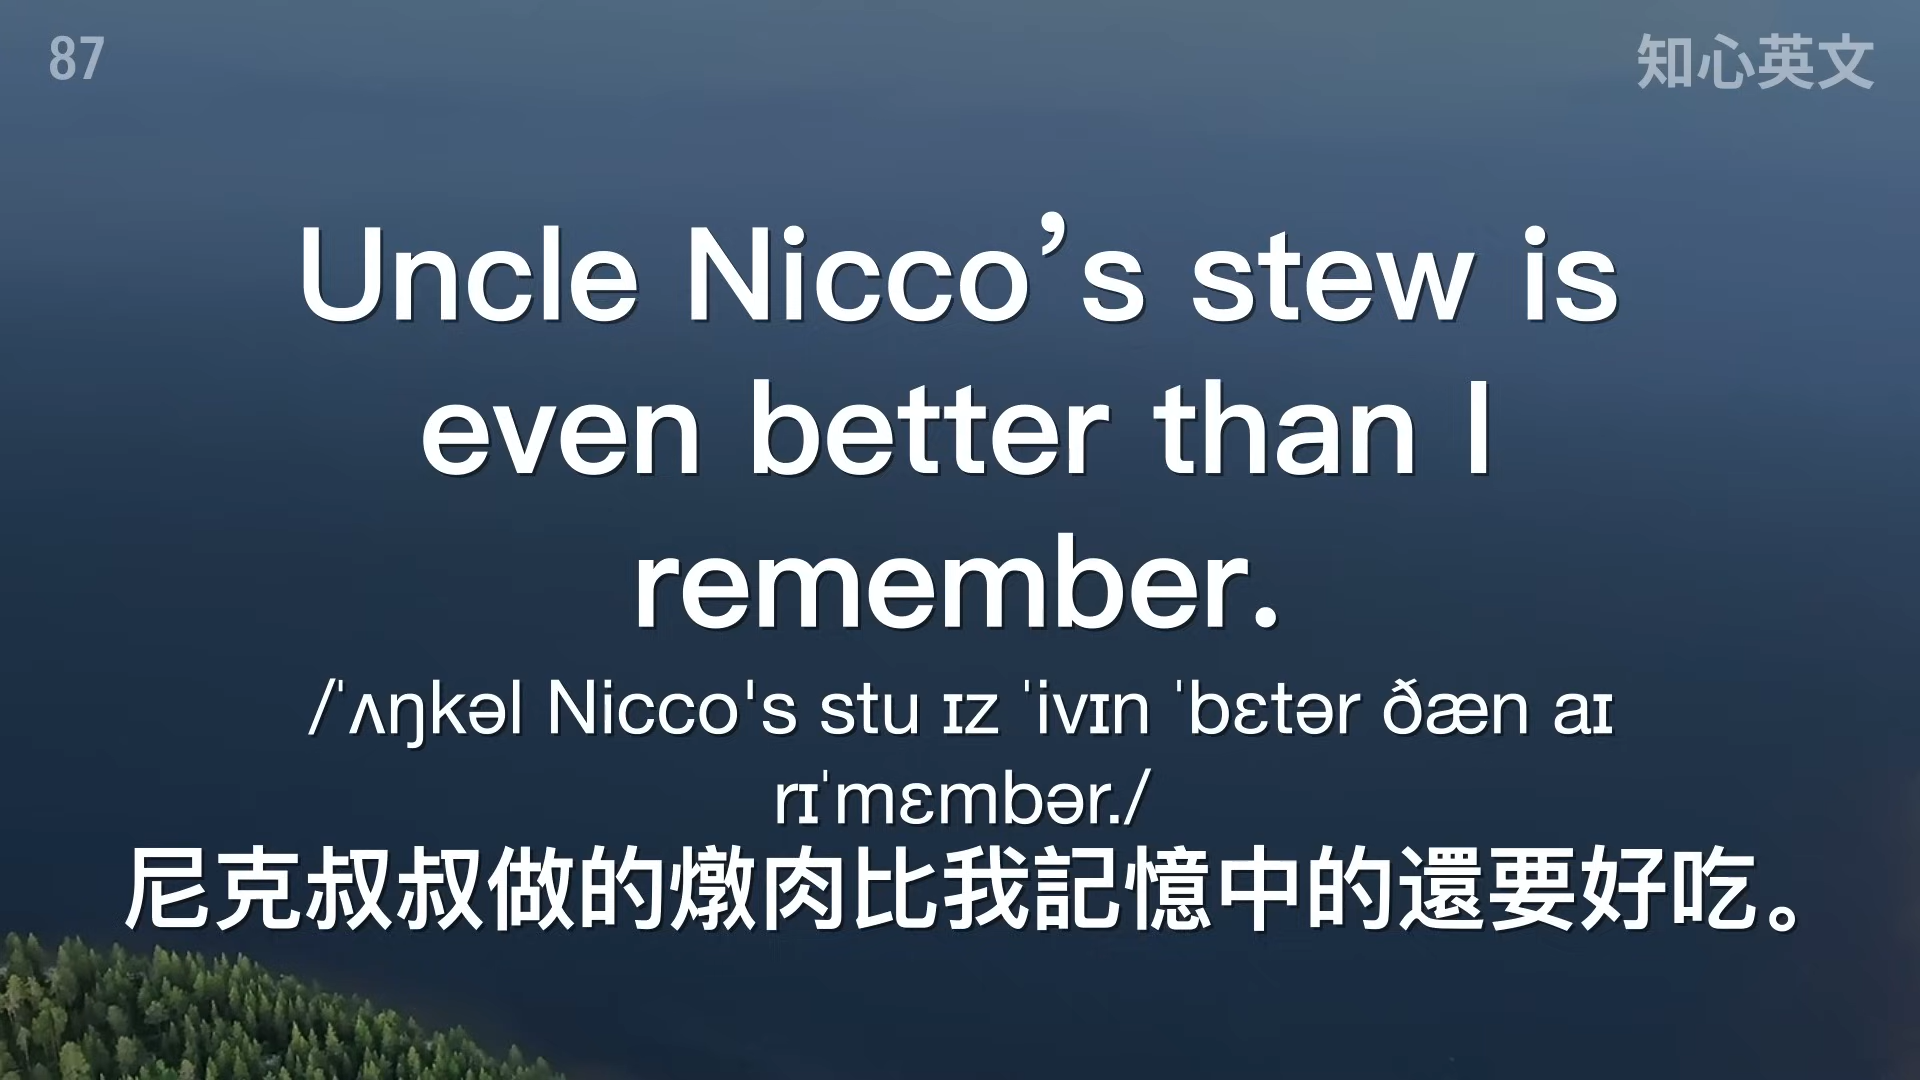 87
知心英文
Uncle Nicco’s stew is
even better than I
remember.
/ˈʌŋkəl Nicco's stu ɪz ˈivɪn ˈbɛtər ðæn aɪ
rɪˈmɛmbər./
尼克叔叔做的燉肉比我記憶中的還要好吃。